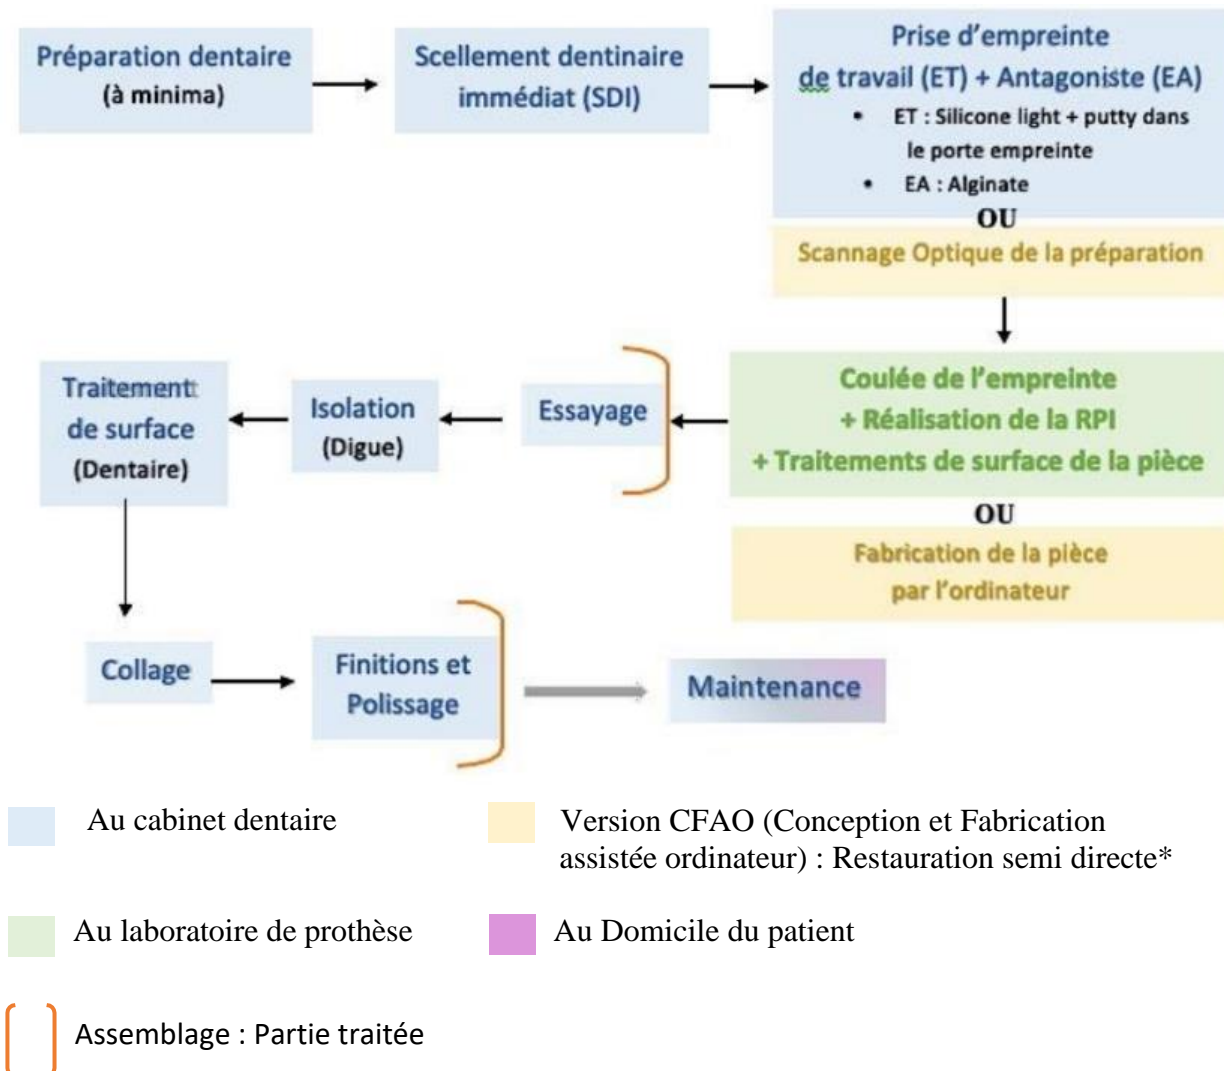 Préparation dentaire
(à minima)
Scellement dentinaire
immédiat (SDI)
Prise d'empreinte
de travail (ET) + Antagoniste (EA)
• ET : Silicone light + putty dans
le porte empreinte
• EA : Alginate
OU
Scannage Optique de la préparation
Coulée de l'empreinte
+ Réalisation de la RPI
+ Traitements de surface de la pièce
OU
Fabrication de la pièce
par l'ordinateur
Essayage
Isolation
(Digue)
Traitement
de surface
(Dentaire)
Collage
Finitions et
Polissage
Maintenance
Au cabinet dentaire
Version CFAO (Conception et Fabrication
assistée ordinateur) : Restauration semi directe*
Au laboratoire de prothèse
Au Domicile du patient
Assemblage : Partie traitée